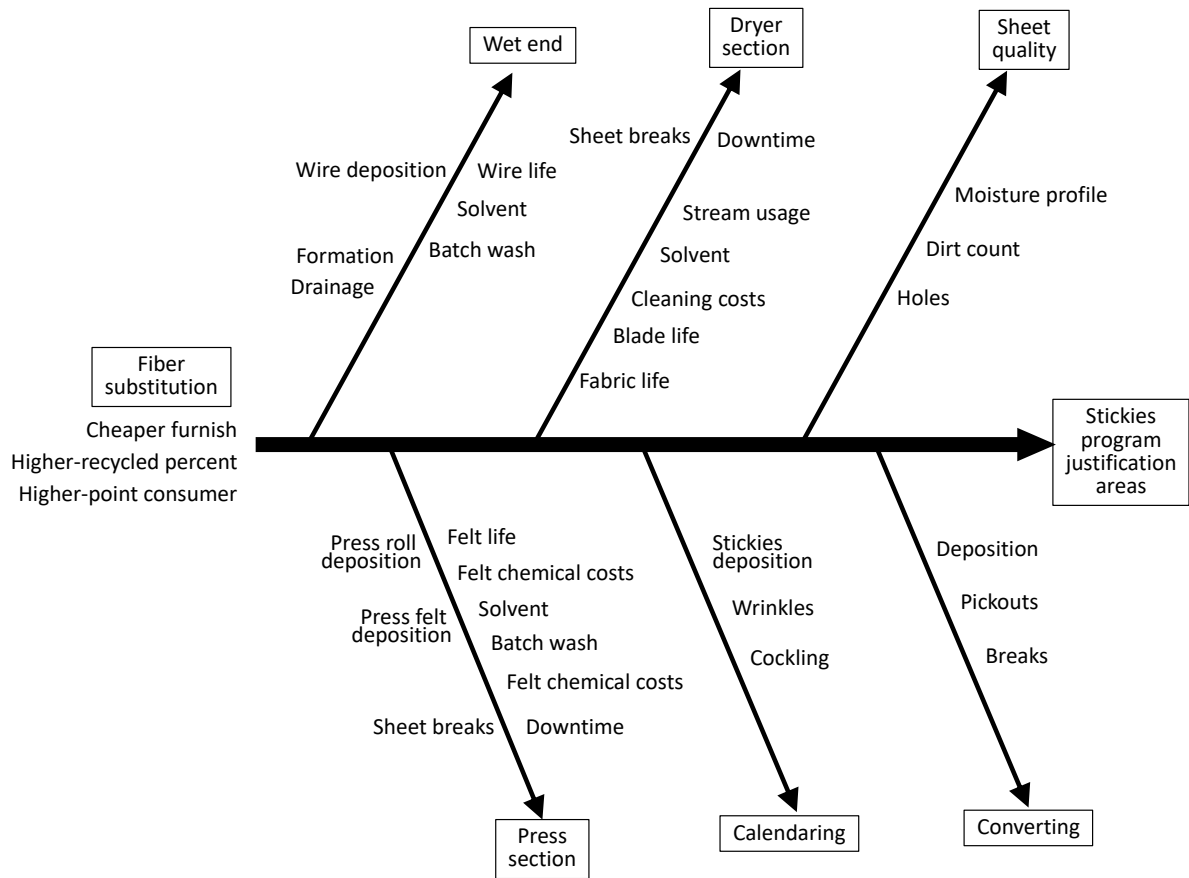 Wet end
Dryer
section
Sheet
quality
Sheet breaks
Downtime
Wire deposition
Wire life
Solvent
Formation
Batch wash
Drainage
Stream usage
Solvent
Cleaning costs
Blade life
Fabric life
Moisture profile
Dirt count
Holes
Fiber
substitution
Cheaper furnish
Higher-recycled percent
Higher-point consumer
Stickies
program
justification
areas
Press roll
deposition
Felt life
Felt chemical costs
Press felt
deposition
Solvent
Batch wash
Felt chemical costs
Sheet breaks
Downtime
Stickies
deposition
Wrinkles
Cockling
Deposition
Pickouts
Breaks
Press
section
Calendaring
Converting